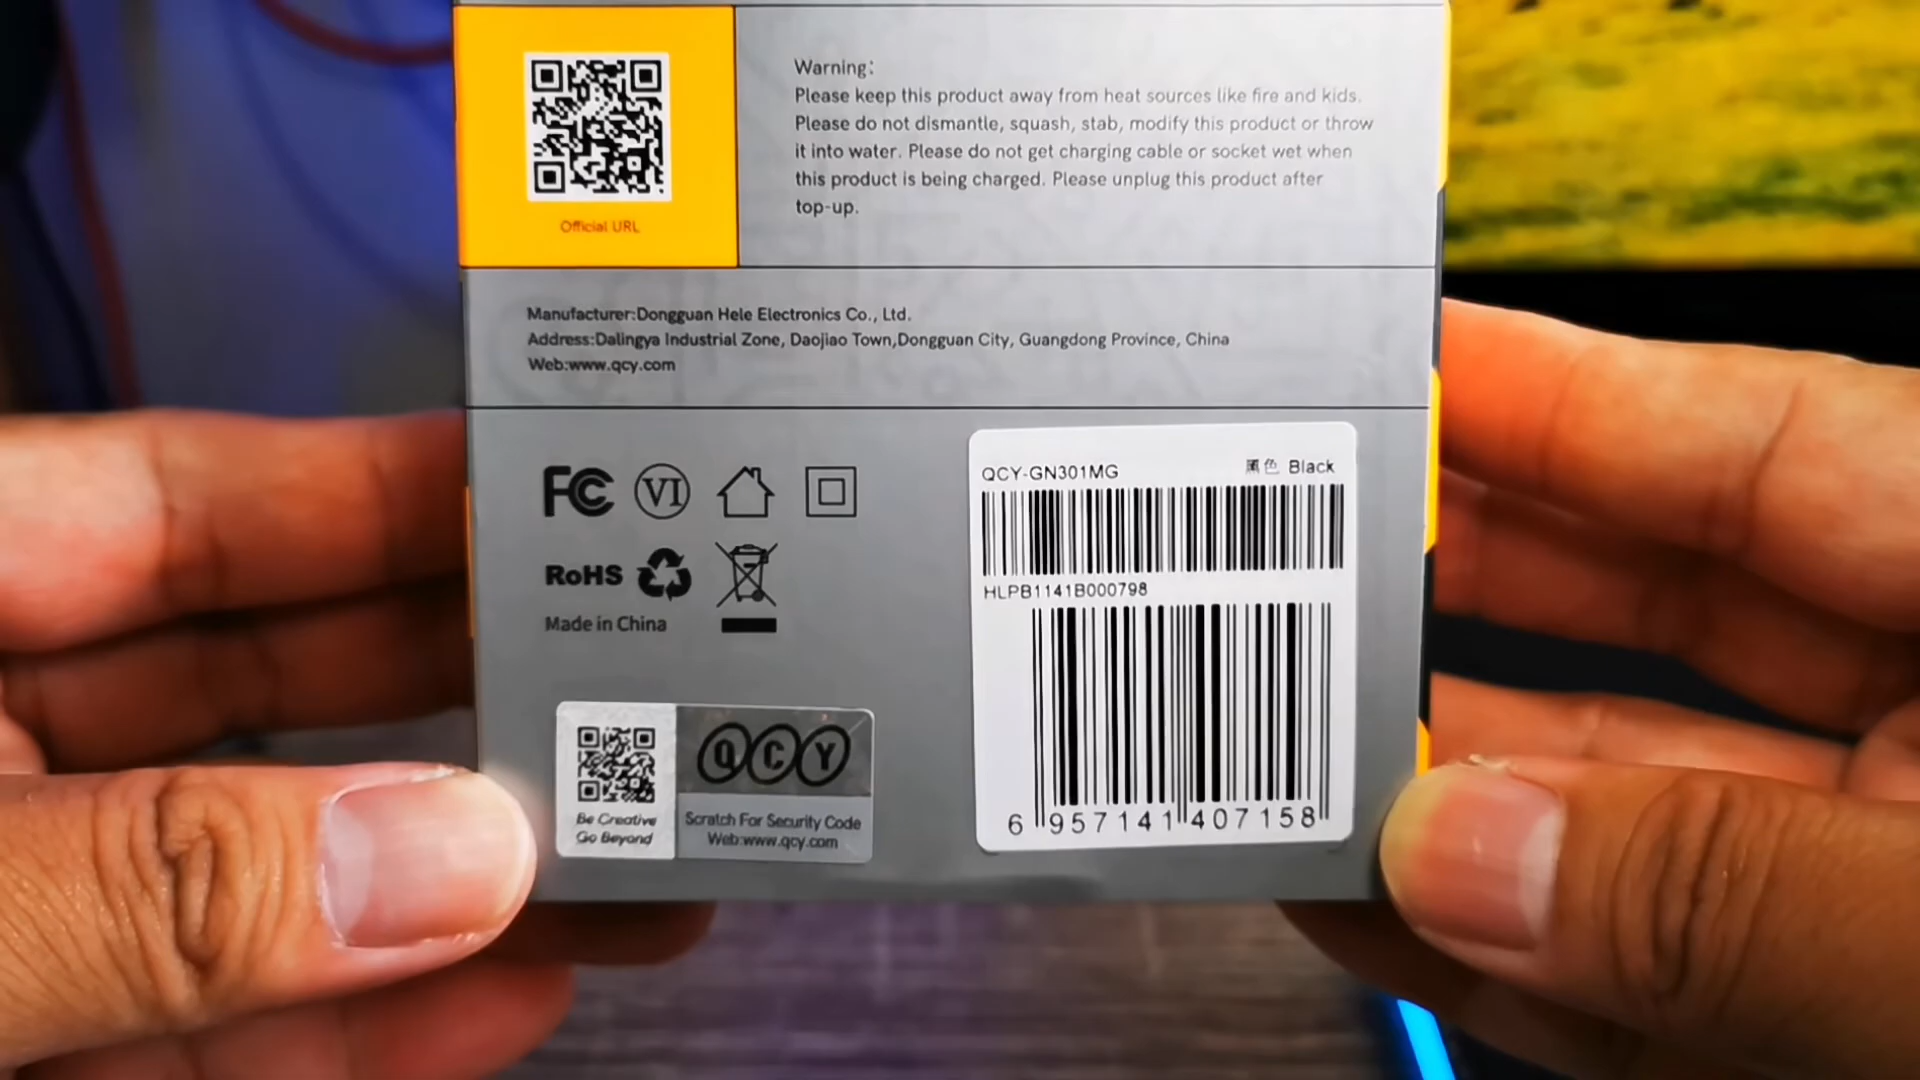 Warning:
Please keep this product away from heat sources like fire and kids.
Please do not dismantle, squash, stab, modify this product or throw
it into water. Please do not get charging cable or socket wet when
this product is being charged. Please unplug this product after
top-up.
Official URL
Manufacturer:Dongguan Hele Electronics Co., Ltd.
Address:Dalingya Industrial Zone, Daojiao Town,Dongguan City, Guangdong Province, China
Web:www.qcy.com
FC VI
RoHS
Made in China
QCY-GN301MG 黑色 Black
HLPB1141B000798
6 957141 407158
QCY
Be Creative
Go Beyond
Scratch For Security Code
Web:www.qcy.com